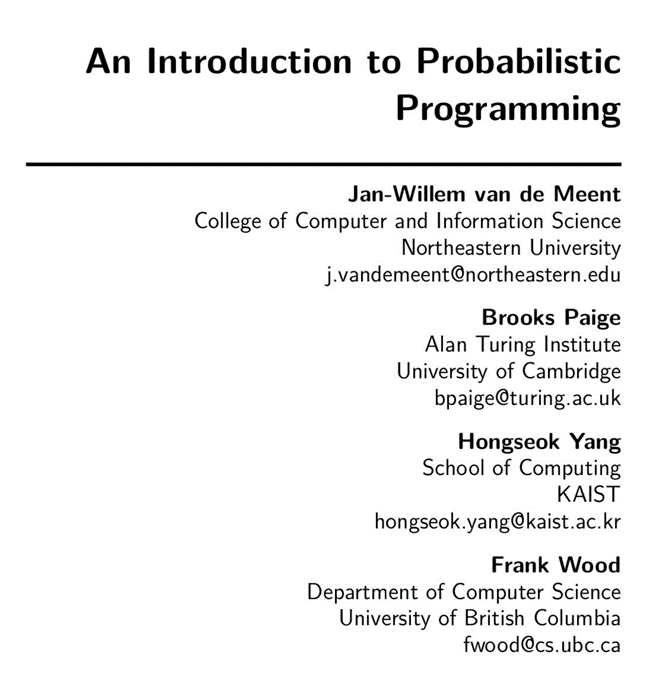 An Introduction to Probabilistic
Programming
Jan-Willem van de Meent
College of Computer and Information Science
Northeastern University
j.vandemeent@northeastern.edu
Brooks Paige
Alan Turing Institute
University of Cambridge
bpaige@turing.ac.uk
Hongseok Yang
School of Computing
KAIST
hongseok.yang@kaist.ac.kr
Frank Wood
Department of Computer Science
University of British Columbia
fwood@cs.ubc.ca